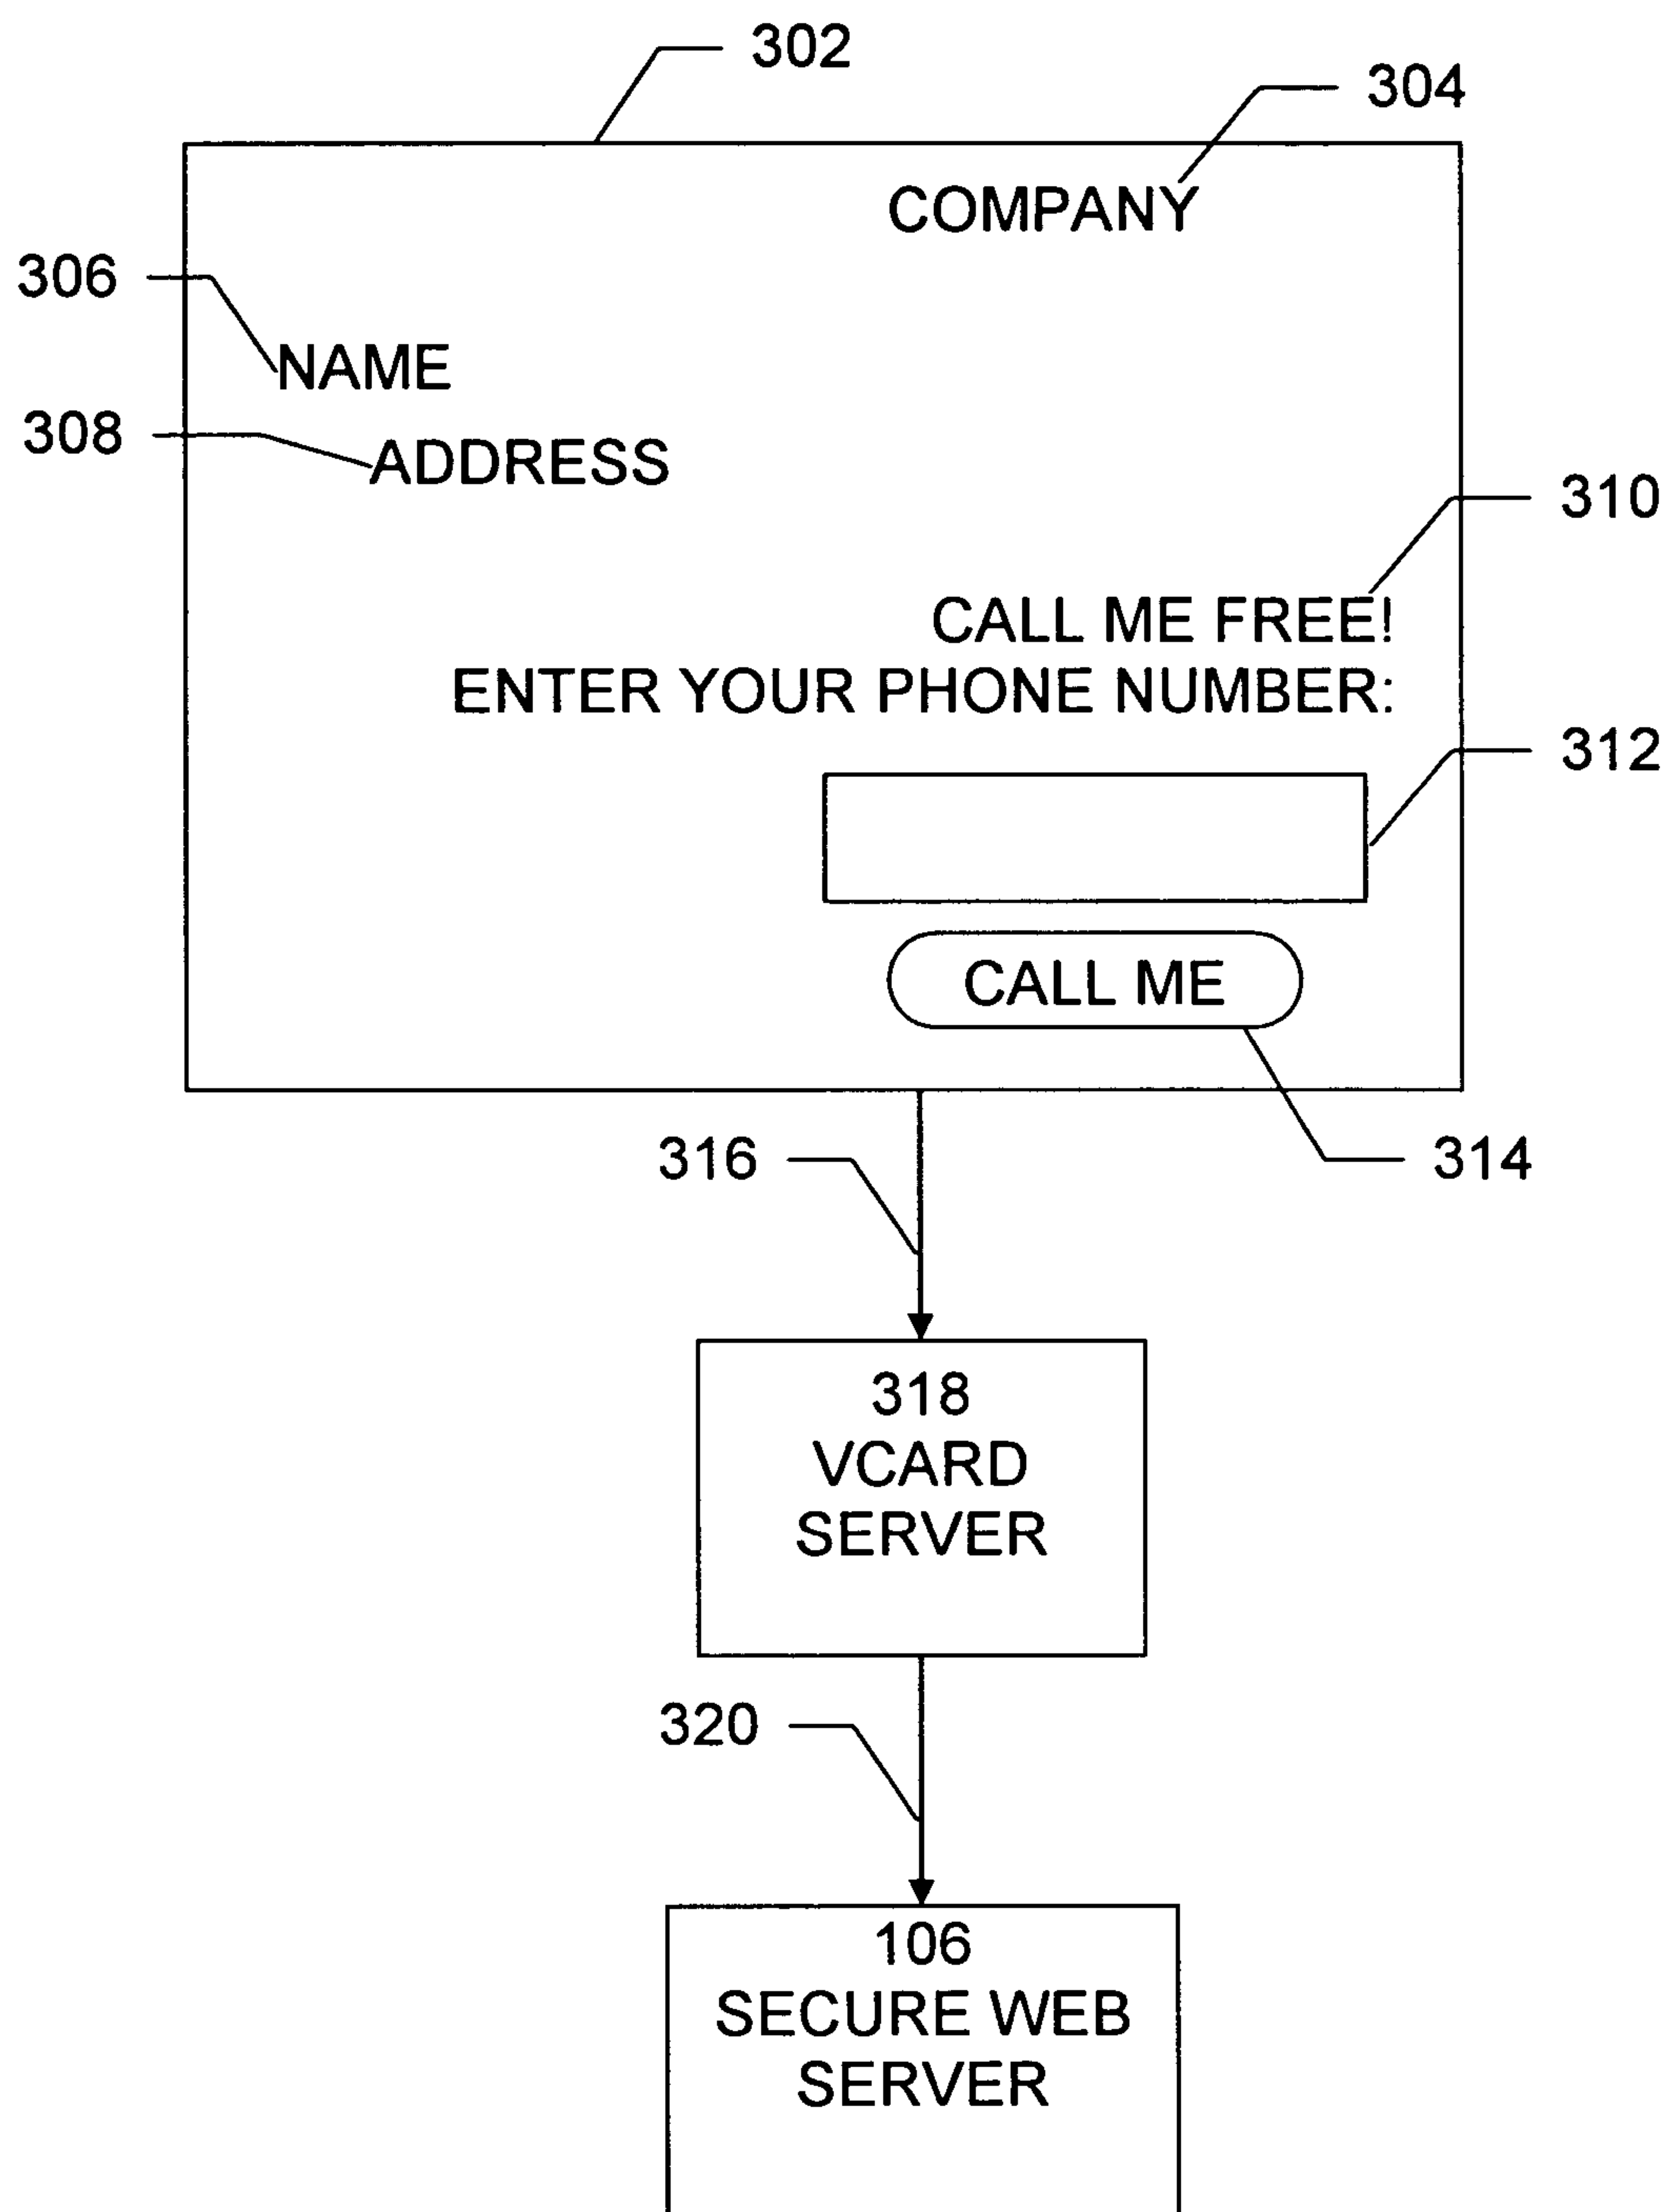 302
304
COMPANY
306
NAME
308
ADDRESS
310
CALL ME FREE!
ENTER YOUR PHONE NUMBER:
312
CALL ME
316
314
318
VCARD
SERVER
320
106
SECURE WEB
SERVER